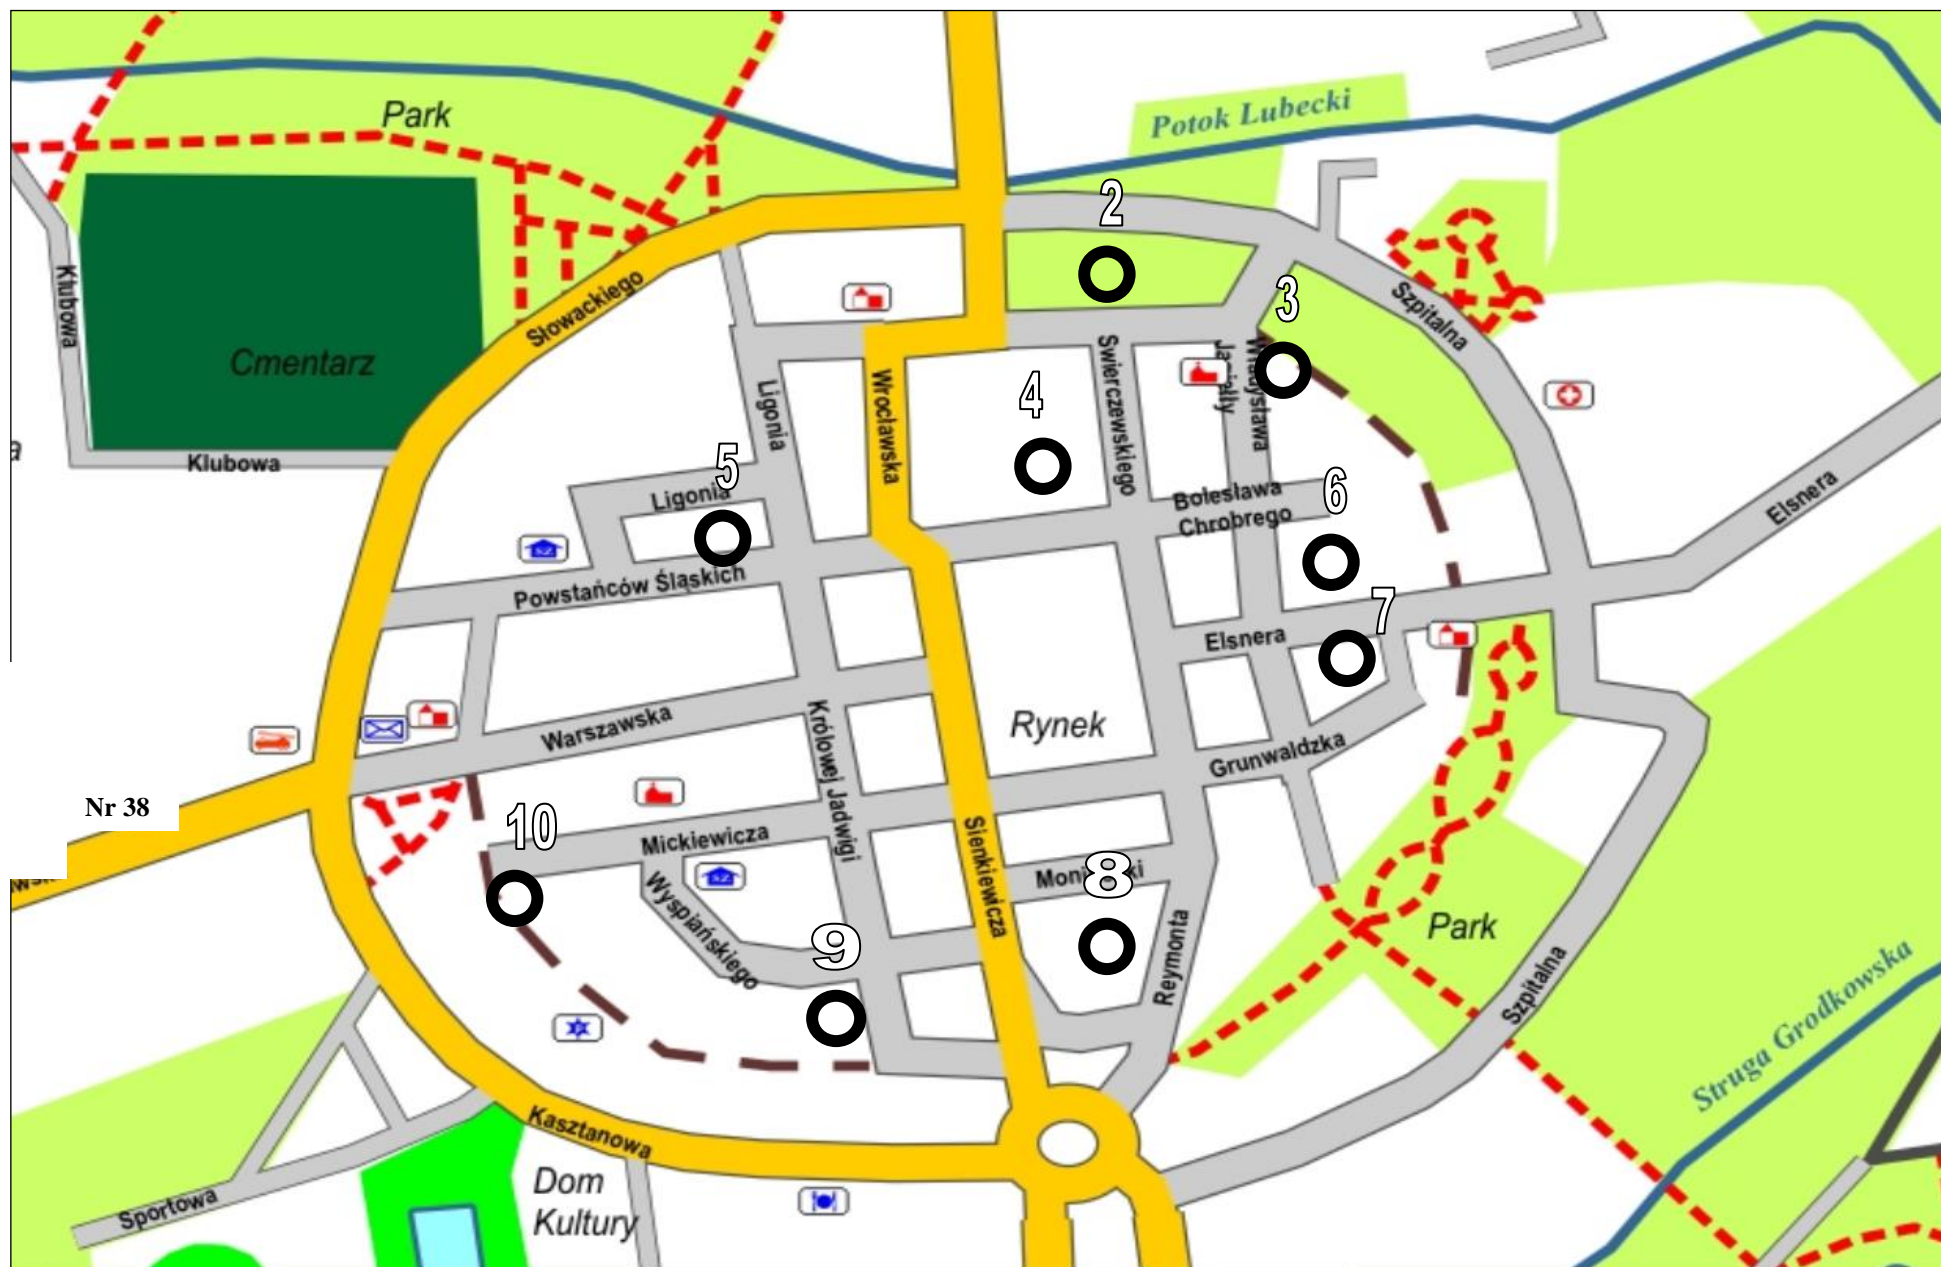 Park
Potok Lubecki
2
Kłubowa
Słowackiego
3
Szpitalna
Cmentarz
Ligonia
Wrocławska
4
Swierczewskiego
Władysława
Jagiełły
5
Klubowa
Ligonia
Bolesława
Chrobrego
6
Elsnera
Powstańców Śląskich
7
Elsnera
Warszawska
Królowej Jadwigi
Rynek
Grunwaldzka
Nr 38
10
Mickiewicza
Sienkiewicza
8
Wyspiańskiego
9
Reymonta
Park
Szpitalna
Struga Grodkowska
Kasztanowa
Sportowa
Dom
Kultury